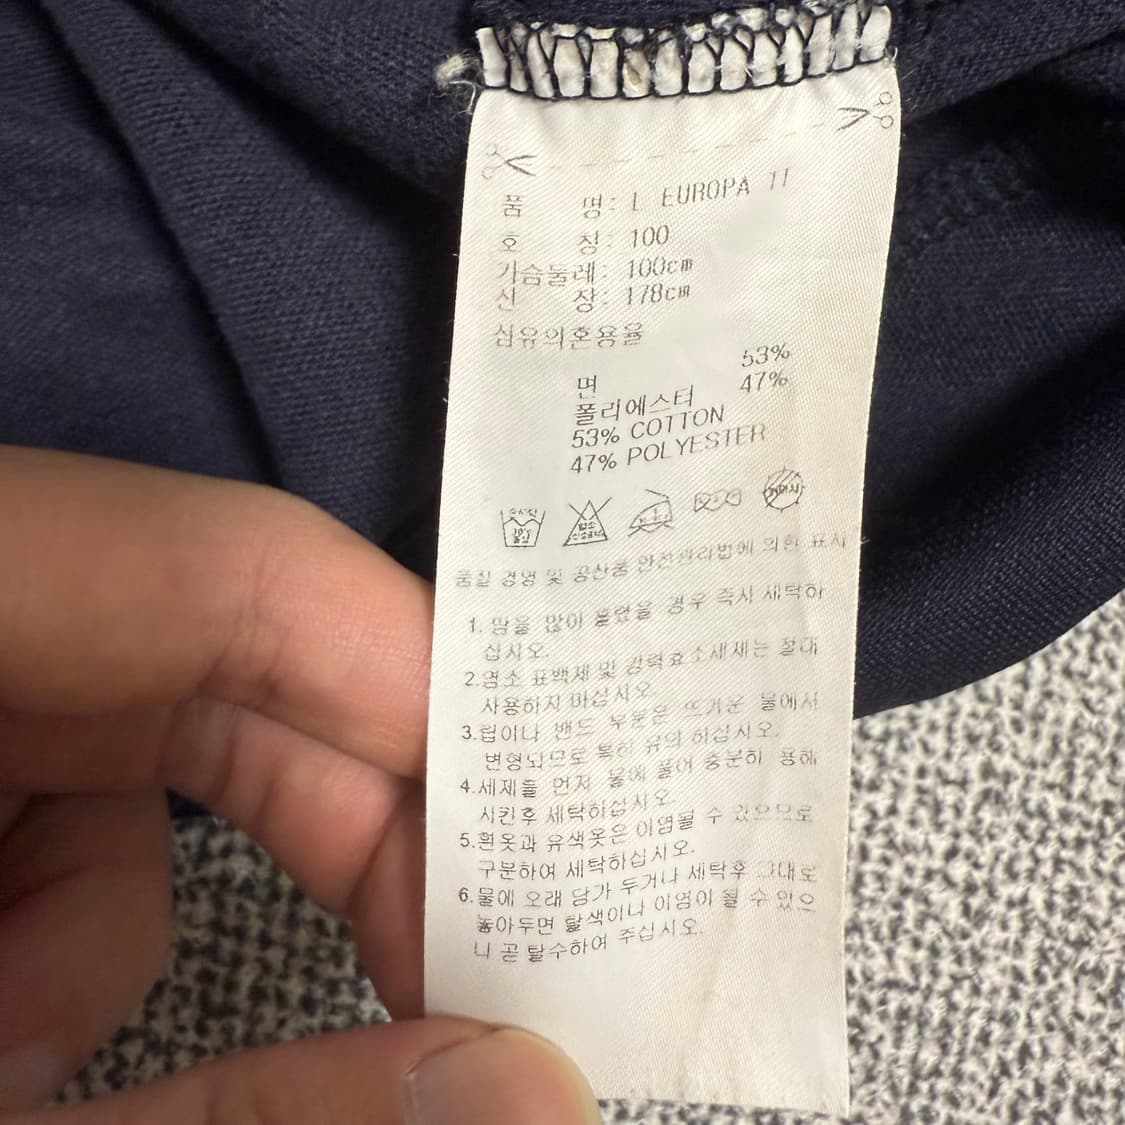 품 명: L EUROPA 1!
호 칭: 100
가슴둘레: 100cm
신 장: 178cm
섬유의혼용율
53%
면 47%
폴리에스터
53% COTTON
47% POLYESTER
손세탁
염소
품질 경영 및 공산품 안전관리법에 의한 표시
1. 땀을 많이 흘렸을 경우 즉시 세탁하
십시오.
2.염소 표백제 및 강력효소세제는 절대
사용하지 마십시오.
3.립이나 밴드 부분은 뜨거운 물에서
변형되므로 특히 유의 하십시오.
4.세제를 먼저 물에 풀어 충분히 용해
시킨후 세탁하십시오.
5.흰옷과 유색옷은 이염될 수 있으므로
구분하여 세탁하십시오.
6.물에 오래 담가 두거나 세탁후 그대로
놓아두면 탈색이나 이염이 될 수 있으
니 곧 탈수하여 주십시오.